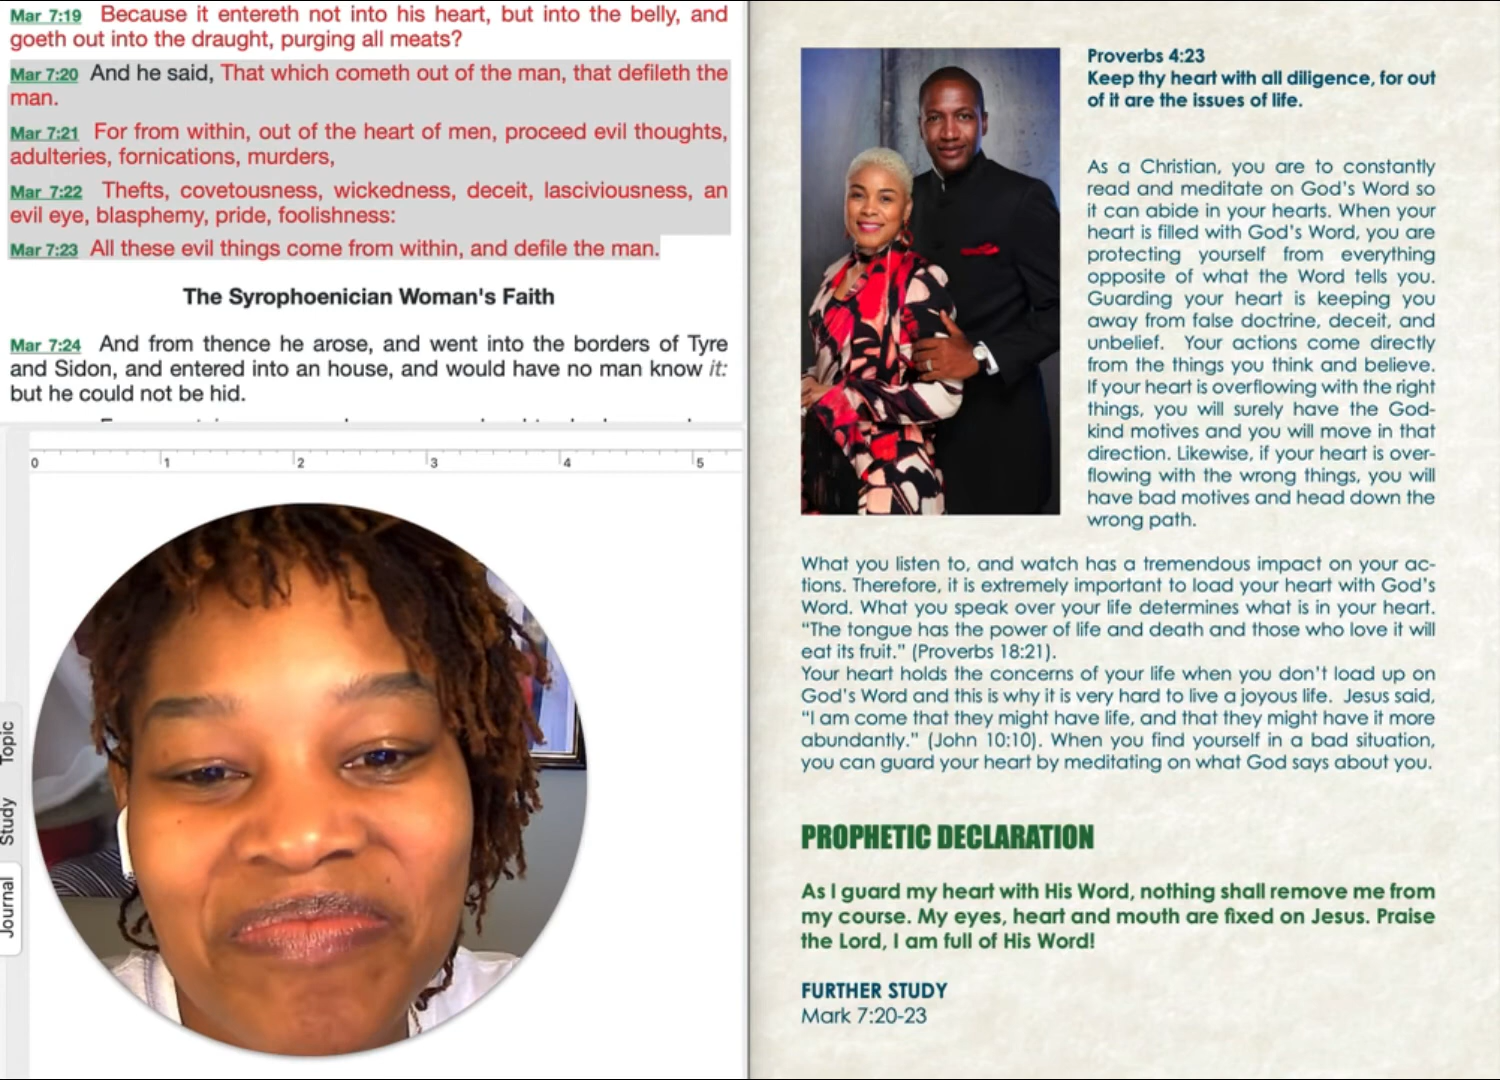 Mar 7:19 Because it entereth not into his heart, but into the belly, and
goeth out into the draught, purging all meats?
Mar 7:20 And he said, That which cometh out of the man, that defileth the
man.
Mar 7:21 For from within, out of the heart of men, proceed evil thoughts,
adulteries, fornications, murders,
Mar 7:22 Thefts, covetousness, wickedness, deceit, lasciviousness, an
evil eye, blasphemy, pride, foolishness:
Mar 7:23 All these evil things come from within, and defile the man.
The Syrophoenician Woman's Faith
Mar 7:24 And from thence he arose, and went into the borders of Tyre
and Sidon, and entered into an house, and would have no man know it:
but he could not be hid.
0 1 2 3 4 5
Topic
Study
Journal
Proverbs 4:23
Keep thy heart with all diligence, for out
of it are the issues of life.
As a Christian, you are to constantly
read and meditate on God's Word so
it can abide in your hearts. When your
heart is filled with God's Word, you are
protecting yourself from everything
opposite of what the Word tells you.
Guarding your heart is keeping you
away from false doctrine, deceit, and
unbelief. Your actions come directly
from the things you think and believe.
If your heart is overflowing with the right
things, you will surely have the God-
kind motives and you will move in that
direction. Likewise, if your heart is over-
flowing with the wrong things, you will
have bad motives and head down the
wrong path.
What you listen to, and watch has a tremendous impact on your ac-
tions. Therefore, it is extremely important to load your heart with God's
Word. What you speak over your life determines what is in your heart.
"The tongue has the power of life and death and those who love it will
eat its fruit." (Proverbs 18:21).
Your heart holds the concerns of your life when you don't load up on
God's Word and this is why it is very hard to live a joyous life. Jesus said,
"I am come that they might have life, and that they might have it more
abundantly." (John 10:10). When you find yourself in a bad situation,
you can guard your heart by meditating on what God says about you.
PROPHETIC DECLARATION
As I guard my heart with His Word, nothing shall remove me from
my course. My eyes, heart and mouth are fixed on Jesus. Praise
the Lord, I am full of His Word!
FURTHER STUDY
Mark 7:20-23